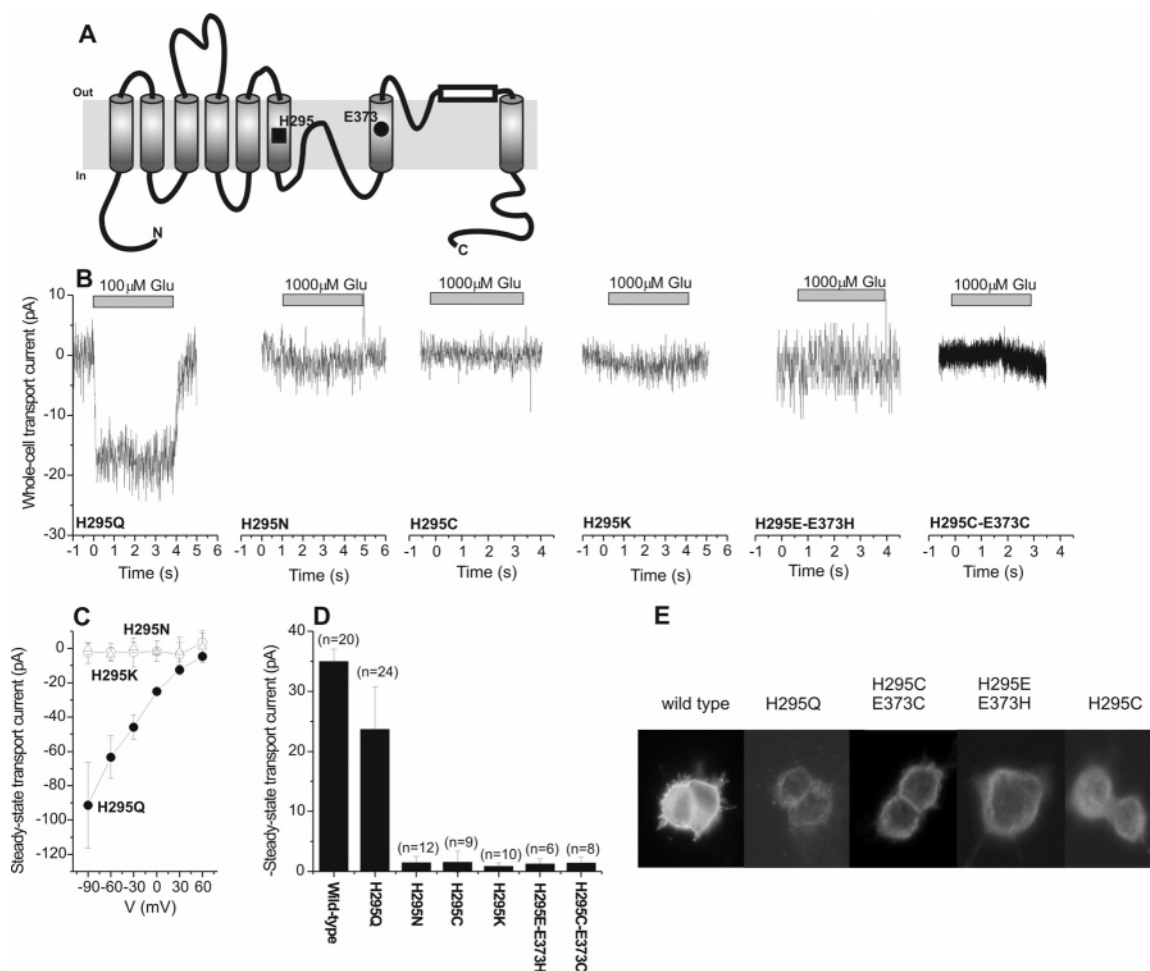 A
Out
In
H295
E373
N
C
B
Whole-cell transport current (pA)
10
0
-10
-20
-30
100μM Glu
1000μM Glu
1000μM Glu
1000μM Glu
1000μM Glu
1000μM Glu
H295Q
H295N
H295C
H295K
H295E-E373H
H295C-E373C
-1 0 1 2 3 4 5 6
-1 0 1 2 3 4 5 6
-1 0 1 2 3 4
-1 0 1 2 3 4 5 6
-1 0 1 2 3 4
-1 0 1 2 3 4
Time (s)
Time (s)
Time (s)
Time (s)
Time (s)
Time (s)
C
Steady-state transport current (pA)
0
-20
-40
-60
-80
-100
-120
H295N
H295K
H295Q
-90 -60 -30 0 30 60
V (mV)
D
-Steady-state transport current (pA)
40
35
30
25
20
15
10
5
0
(n=20)
(n=24)
(n=12)
(n=9)
(n=10)
(n=6)
(n=8)
Wild-type
H295Q
H295N
H295C
H295K
H295E-E373H
H295C-E373C
E
wild type
H295Q
H295C
E373C
H295E
E373H
H295C